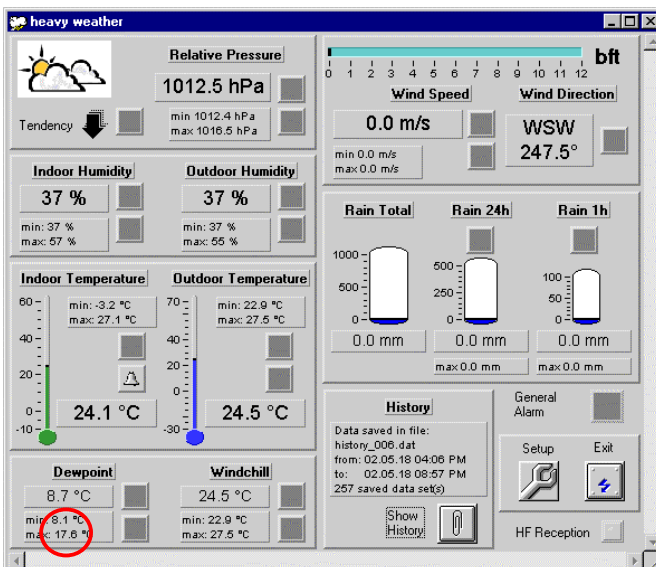 heavy weather
Relative Pressure
1012.5 hPa
Tendency
min 1012.4 hPa
max 1016.5 hPa
bft
0 1 2 3 4 5 6 7 8 9 10 11 12
Wind Speed
Wind Direction
0.0 m/s
WSW
247.5°
min 0.0 m/s
max 0.0 m/s
Indoor Humidity
Outdoor Humidity
37 %
37 %
min: 37 %
max: 57 %
min: 37 %
max: 55 %
Rain Total
Rain 24h
Rain 1h
1000
500
0
500
250
0
100
50
0
0.0 mm
0.0 mm
0.0 mm
max 0.0 mm
max 0.0 mm
Indoor Temperature
Outdoor Temperature
60
40
20
0
-10
min: -3.2 °C
max: 27.1 °C
24.1 °C
70
40
20
0
-30
min: 22.9 °C
max: 27.5 °C
24.5 °C
Dewpoint
Windchill
8.7 °C
24.5 °C
min: 8.1 °C
max: 17.6 °C
min: 22.9 °C
max: 27.5 °C
History
Data saved in file:
history_006.dat
from: 02.05.18 04:06 PM
to: 02.05.18 08:57 PM
257 saved data set(s)
Show
History
General
Alarm
Setup
Exit
HF Reception